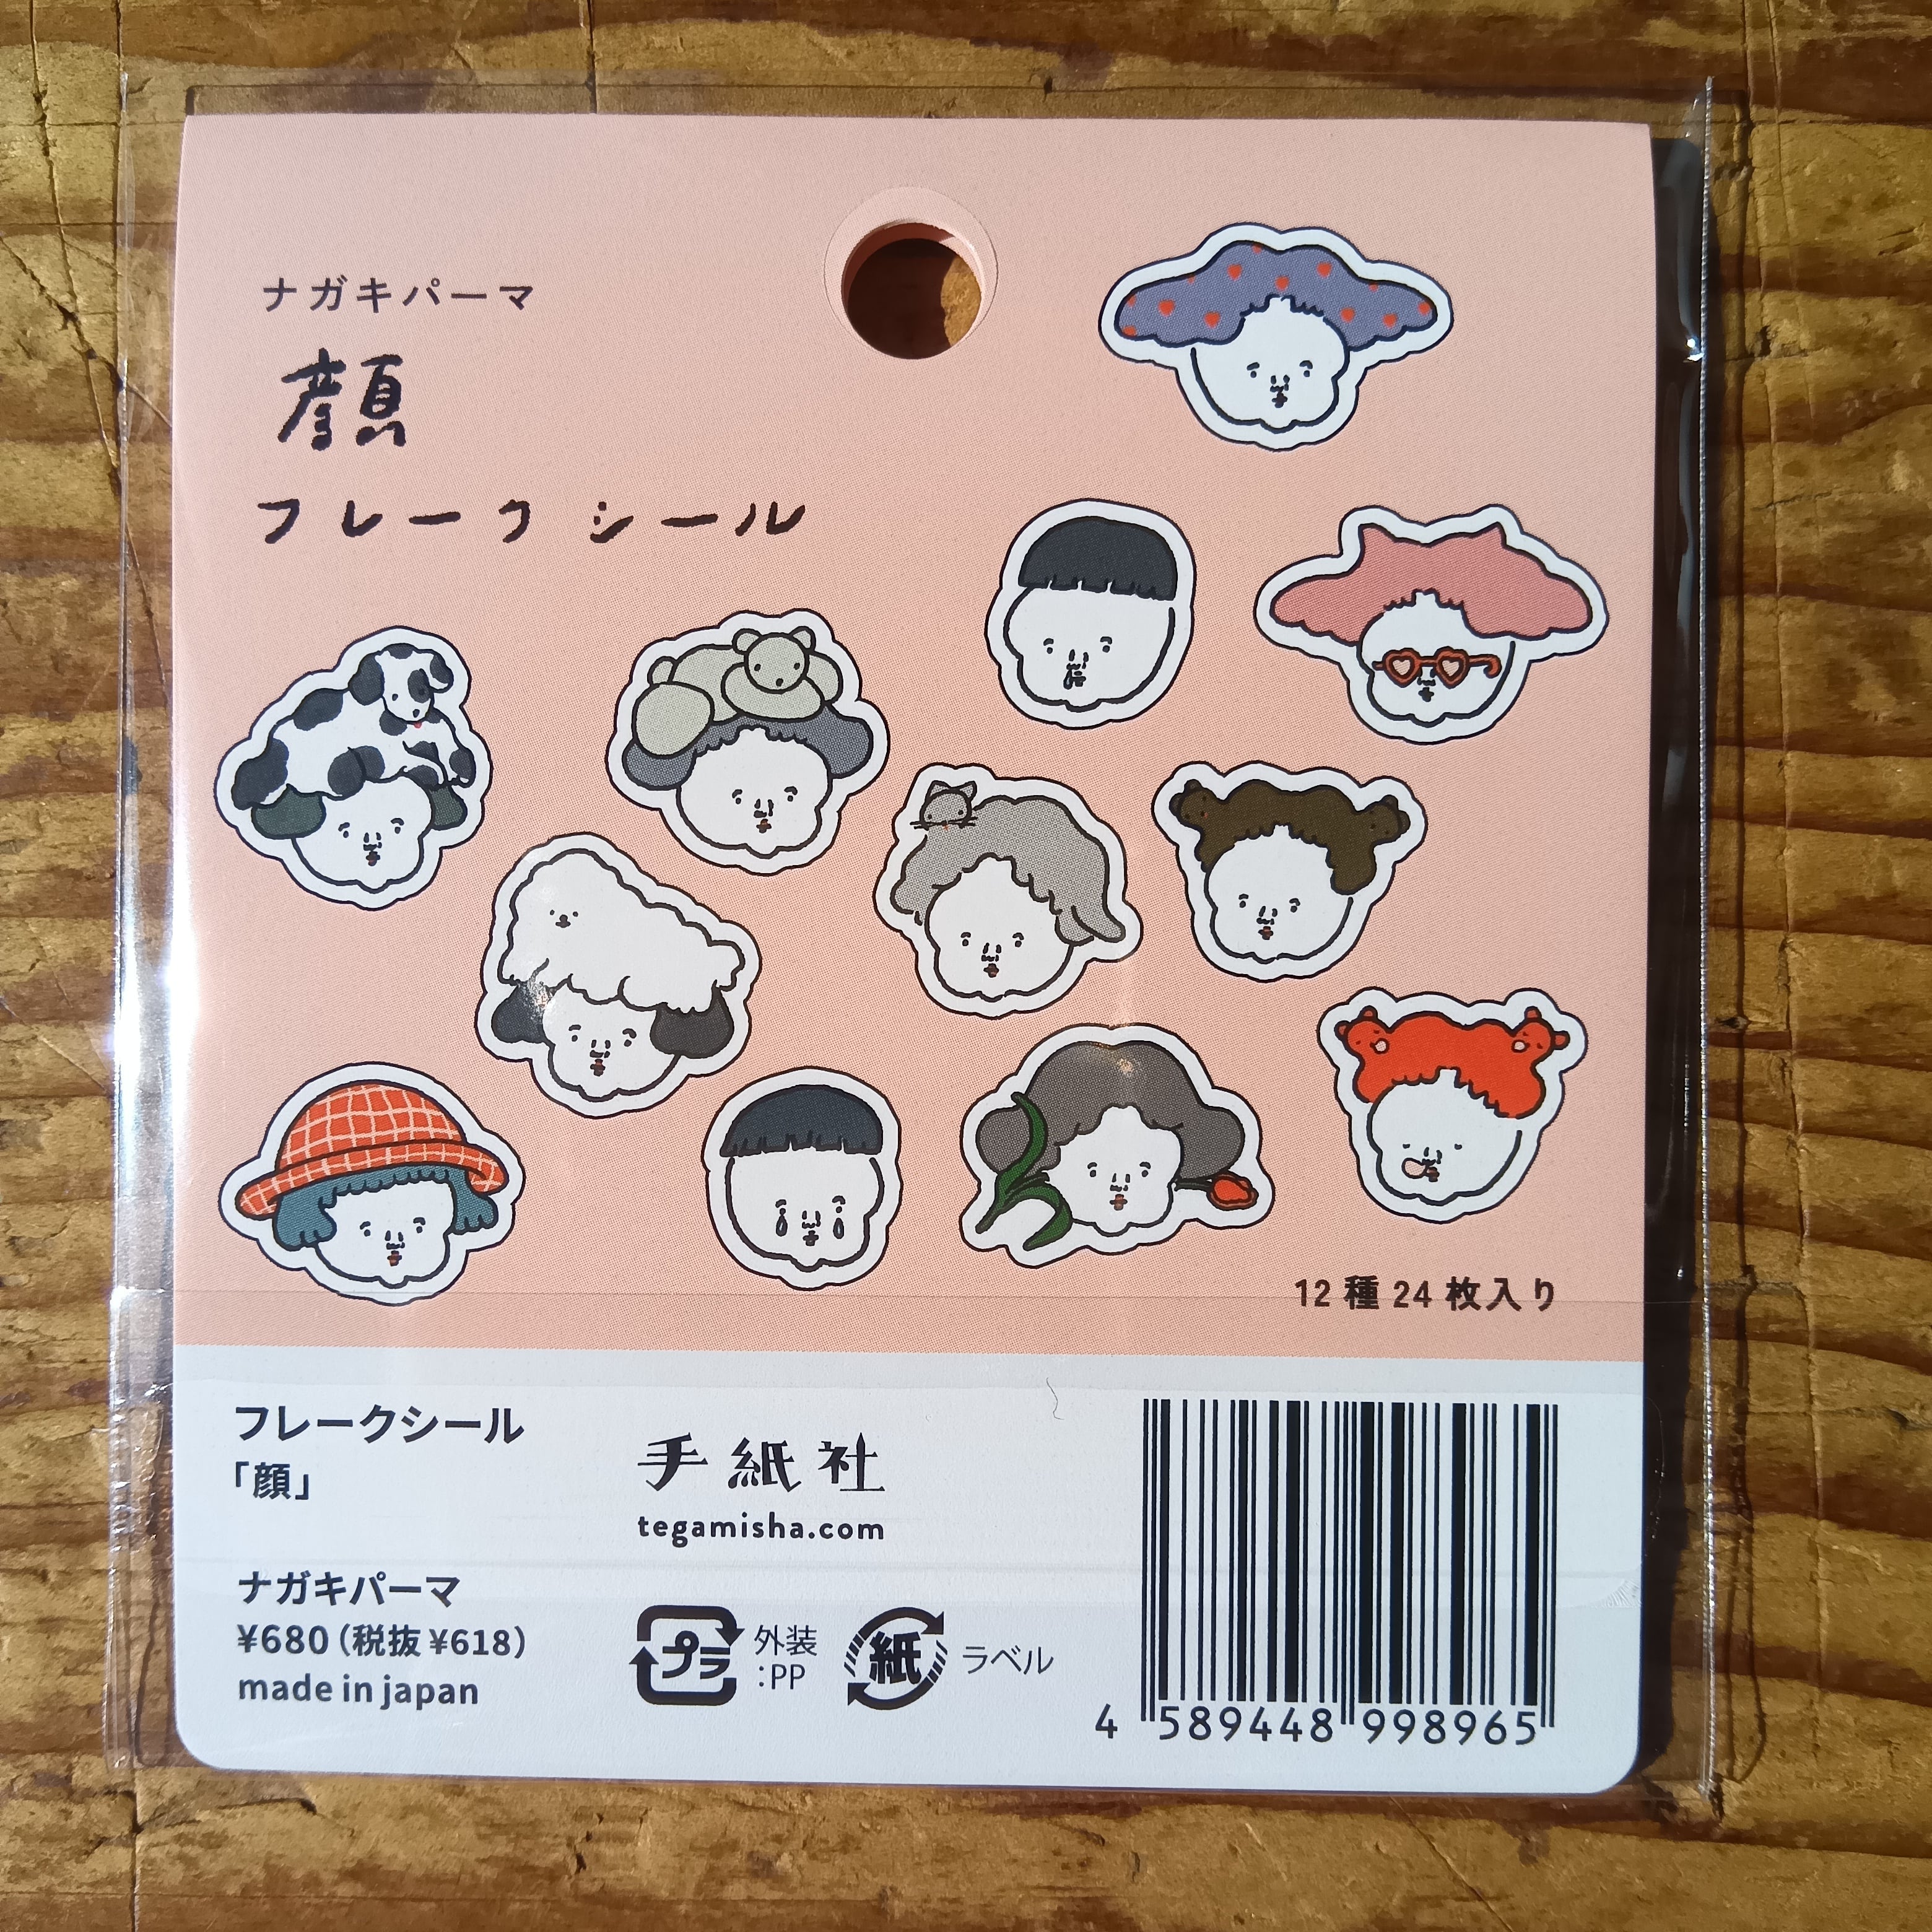 ナガキパーマ
顔
フレークシール
12種24枚入り
フレークシール
「顔」
手紙社
tegamisha.com
ナガキパーマ
¥680(税抜¥618)
made in japan
プラ
外装
:PP
紙
ラベル
4 589448 998965